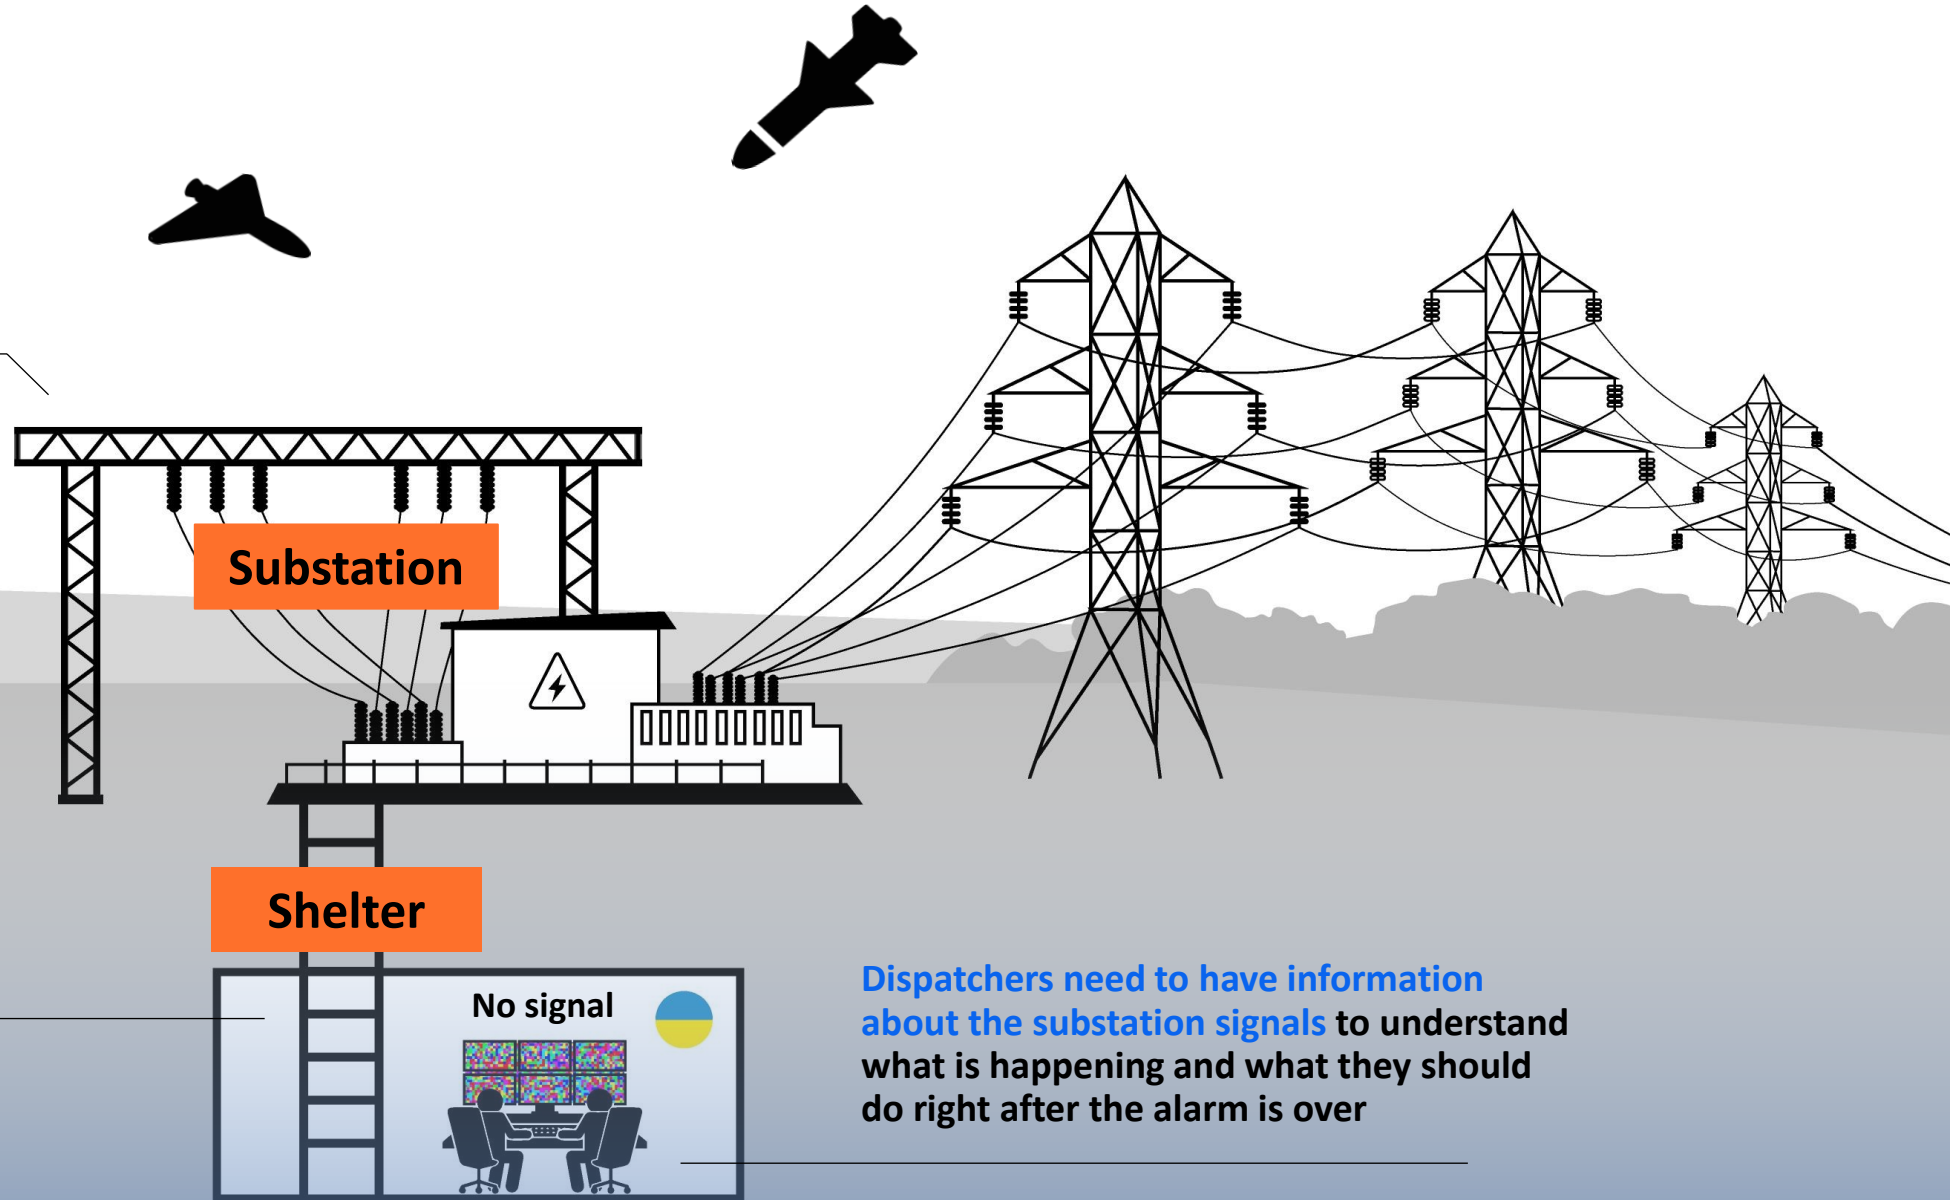 Substation
Shelter
No signal
Dispatchers need to have information
about the substation signals to understand
what is happening and what they should
do right after the alarm is over